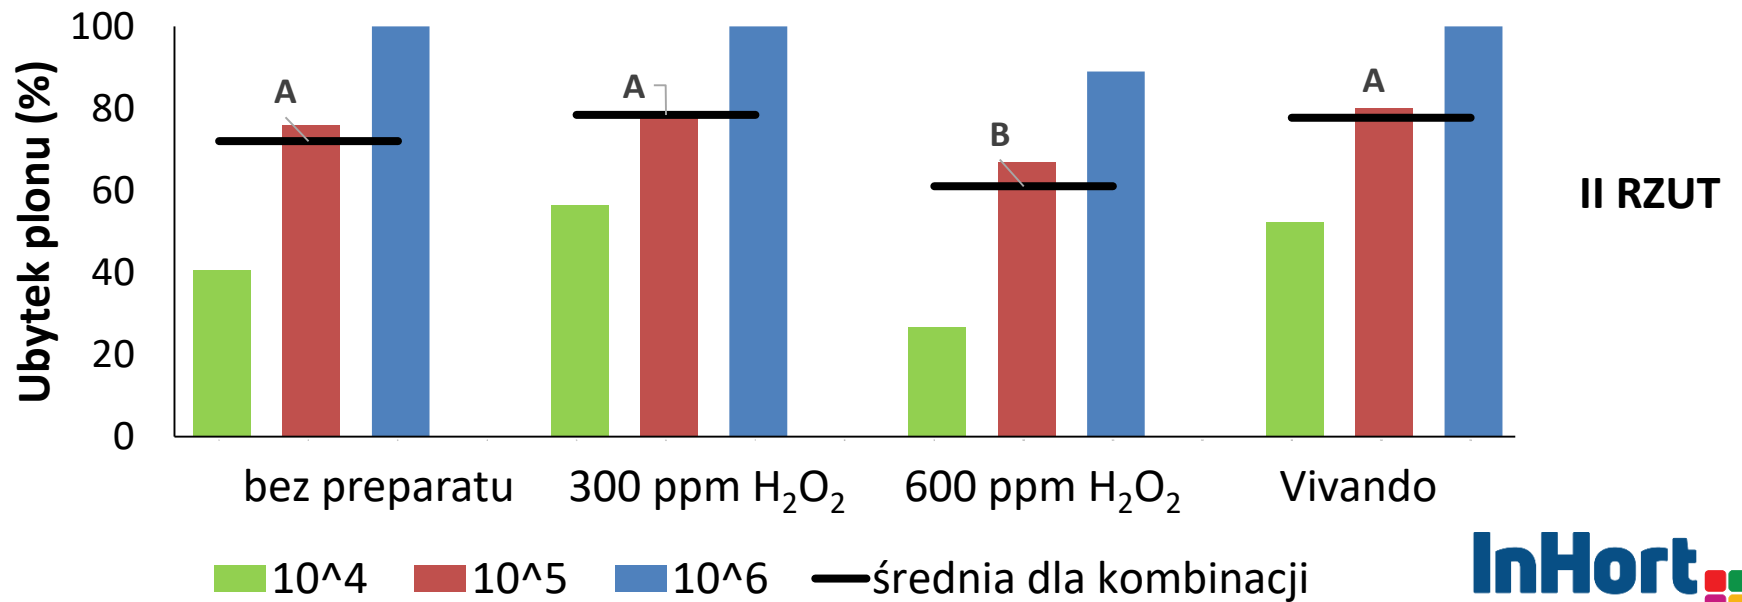 Ubytek plonu (%)
100
80
60
40
20
0
A
A
B
A
II RZUT
bez preparatu
300 ppm H₂O₂
600 ppm H₂O₂
Vivando
10^4
10^5
10^6
średnia dla kombinacji
InHort